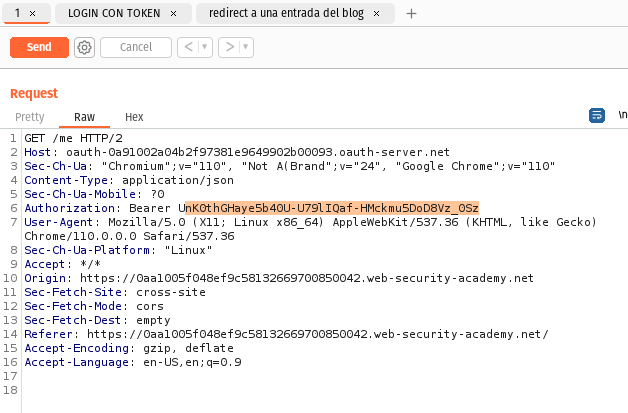 1 × LOGIN CON TOKEN × redirect a una entrada del blog × +
Send Cancel < ▼ > ▼
Request
Pretty Raw Hex \n
1 GET /me HTTP/2
2 Host: oauth-0a91002a04b2f97381e9649902b00093.oauth-server.net
3 Sec-Ch-Ua: "Chromium";v="110", "Not A(Brand";v="24", "Google Chrome";v="110"
4 Content-Type: application/json
5 Sec-Ch-Ua-Mobile: ?0
6 Authorization: Bearer UnKOthGHaye5b40U-U79lIQaf-HMckmu5DoD8Vz_OSz
7 User-Agent: Mozilla/5.0 (X11; Linux x86_64) AppleWebKit/537.36 (KHTML, like Gecko)
Chrome/110.0.0.0 Safari/537.36
8 Sec-Ch-Ua-Platform: "Linux"
9 Accept: */*
10 Origin: https://0aa1005f048ef9c58132669700850042.web-security-academy.net
11 Sec-Fetch-Site: cross-site
12 Sec-Fetch-Mode: cors
13 Sec-Fetch-Dest: empty
14 Referer: https://0aa1005f048ef9c58132669700850042.web-security-academy.net/
15 Accept-Encoding: gzip, deflate
16 Accept-Language: en-US,en;q=0.9
17
18